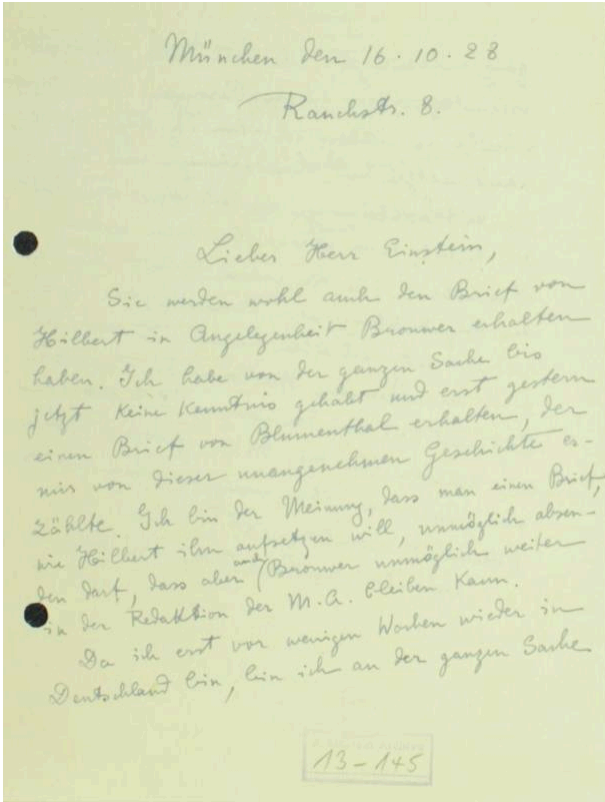 München den 16.10.28
Rauchstr. 8.
Lieber Herr Einstein,
Sie werden wohl auch den Brief von
Hilbert in Angelegenheit Brouwer erhalten
haben. Ich habe von der ganzen Sache bis
jetzt keine Kenntnis gehabt und erst gestern
einen Brief von Blumenthal erhalten, der
mir von dieser unangenehmen Geschichte er-
zählte. Ich bin der Meinung, dass man einen Brief,
wie Hilbert ihn aufsetzen will, unmöglich absen-
den darf, dass aber auch Brouwer unmöglich weiter
in der Redaktion der M.A. bleiben kann.
Da ich erst vor wenigen Wochen wieder in
Deutschland bin, bin ich an der ganzen Sache
13-145